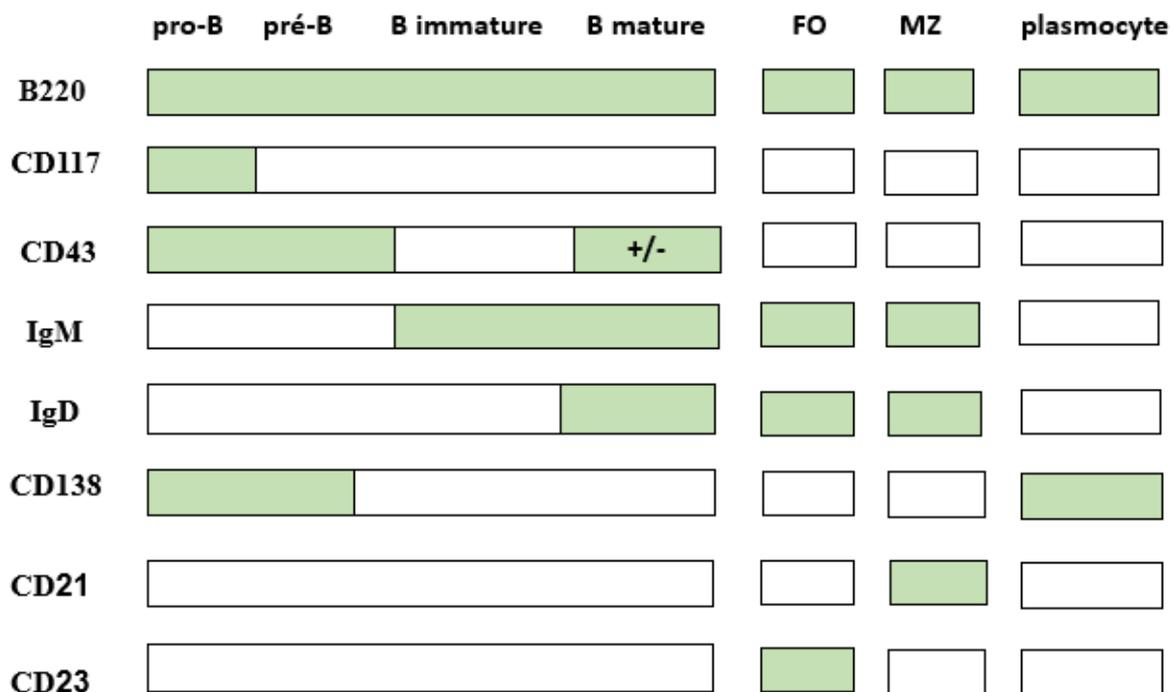 pro-B pré-B B immature B mature FO MZ plasmocyte
B220
CD117
CD43 +/-
IgM
IgD
CD138
CD21
CD23